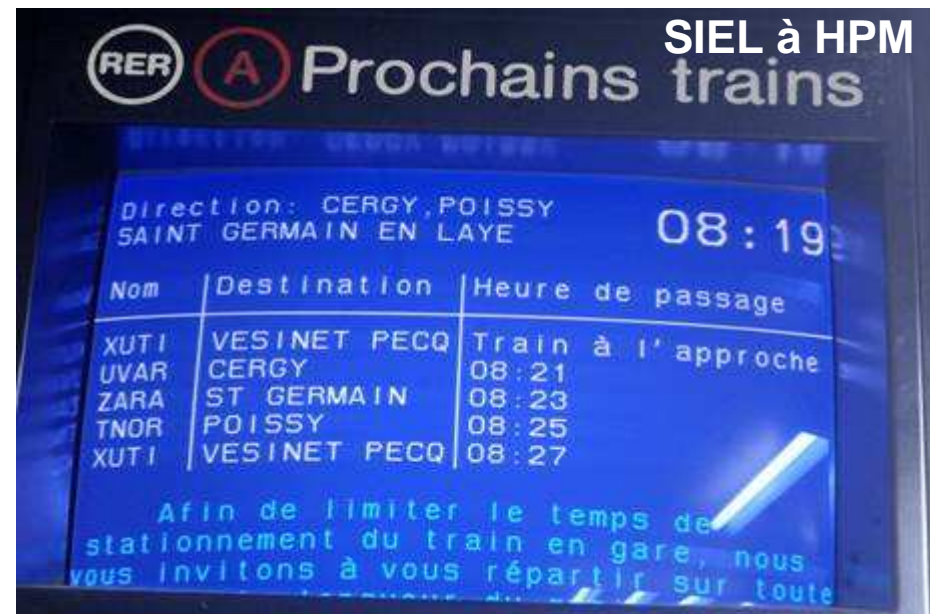 SIEL à HPM
RER A Prochains trains
Direction: CERGY,POISSY
SAINT GERMAIN EN LAYE
08:19
Nom Destination Heure de passage
XUTI VESINET PECQ Train à l'approche
UVAR CERGY 08:21
ZARA ST GERMAIN 08:23
TNOR POISSY 08:25
XUTI VESINET PECQ 08:27
Afin de limiter le temps de
stationnement du train en gare, nous
vous invitons à vous répartir sur toute